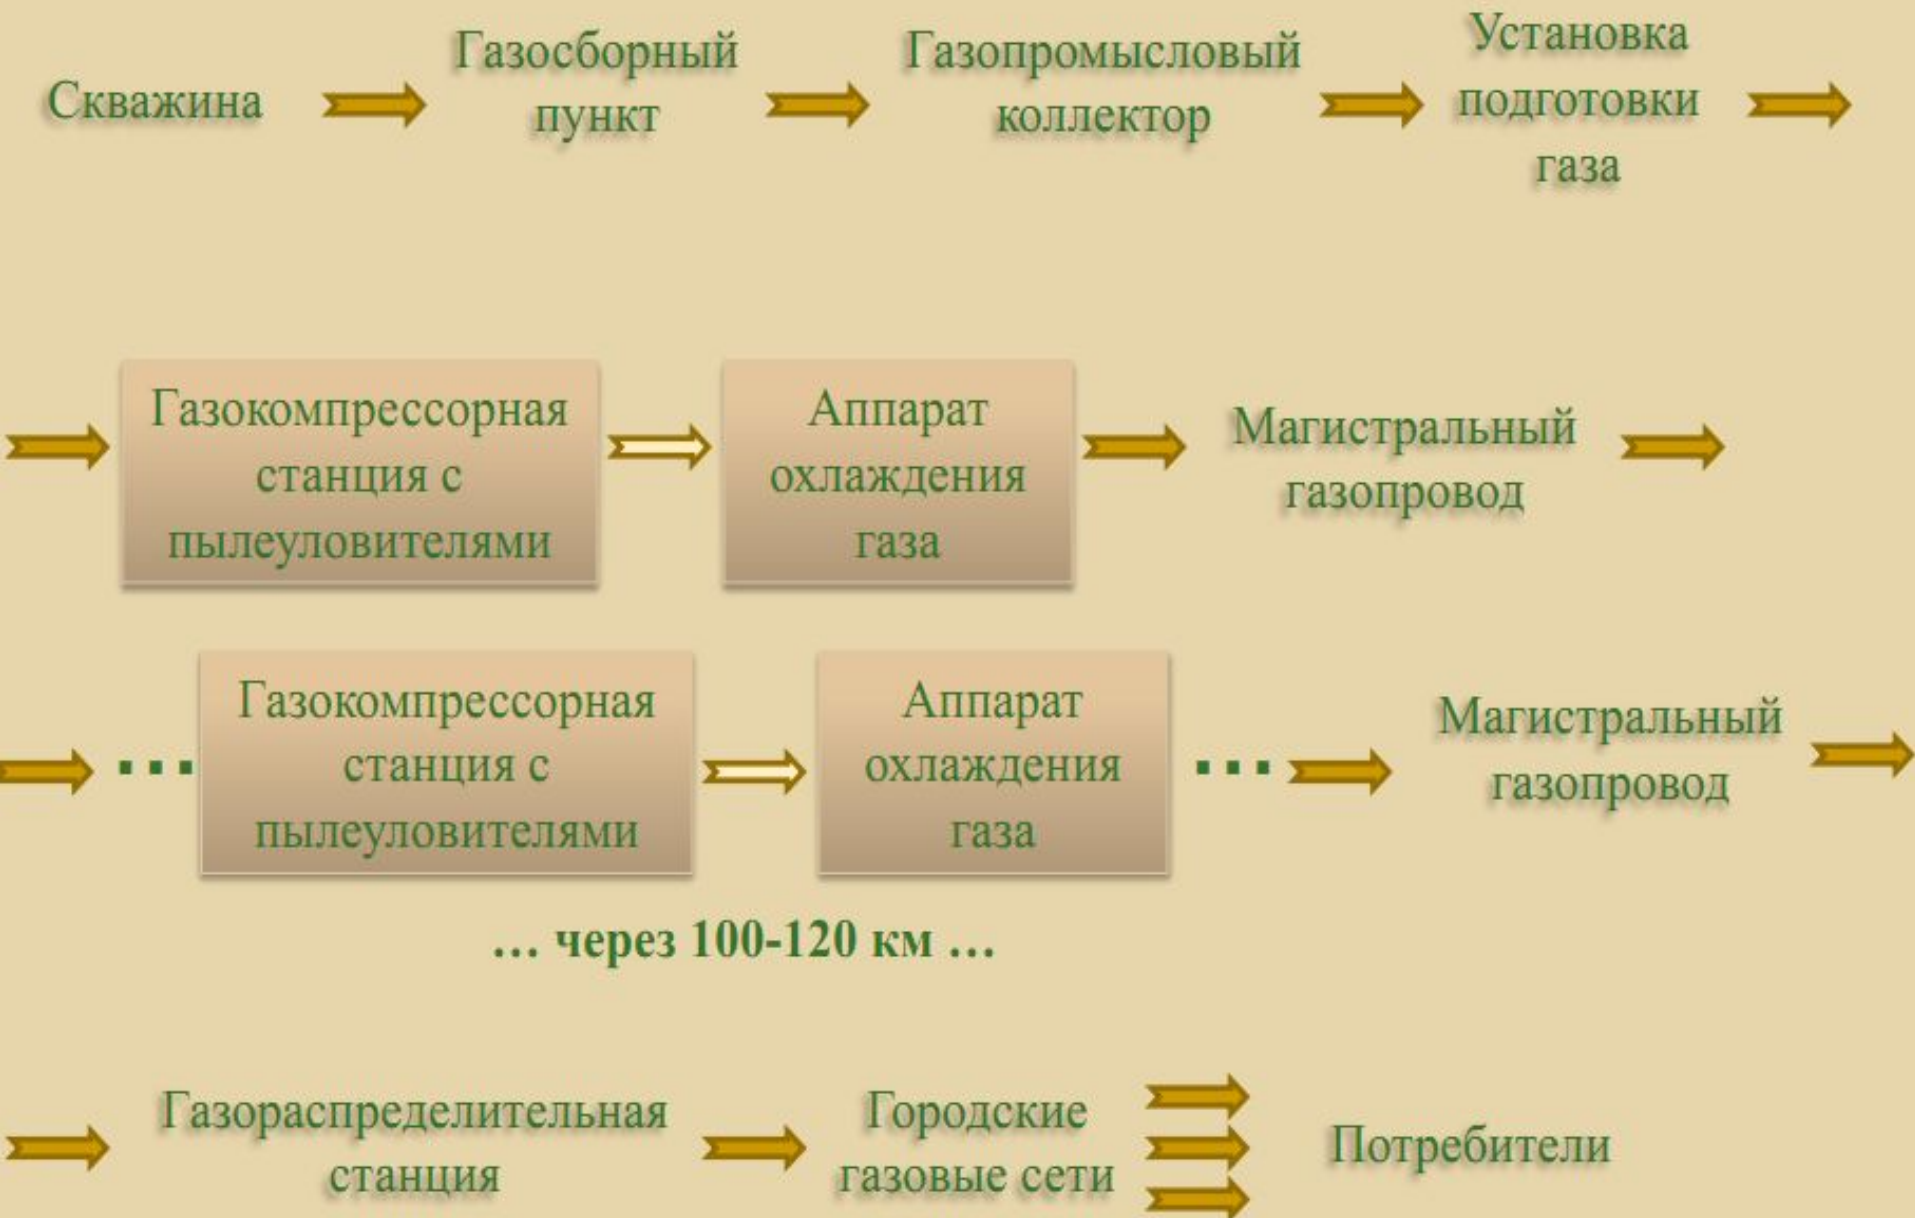 Скважина
Газосборный
пункт
Газопромысловый
коллектор
Установка
подготовки
газа
Газокомпрессорная
станция с
пылеуловителями
Аппарат
охлаждения
газа
Магистральный
газопровод
...
Газокомпрессорная
станция с
пылеуловителями
Аппарат
охлаждения
газа
...
Магистральный
газопровод
... через 100-120 км ...
Газораспределительная
станция
Городские
газовые сети
Потребители